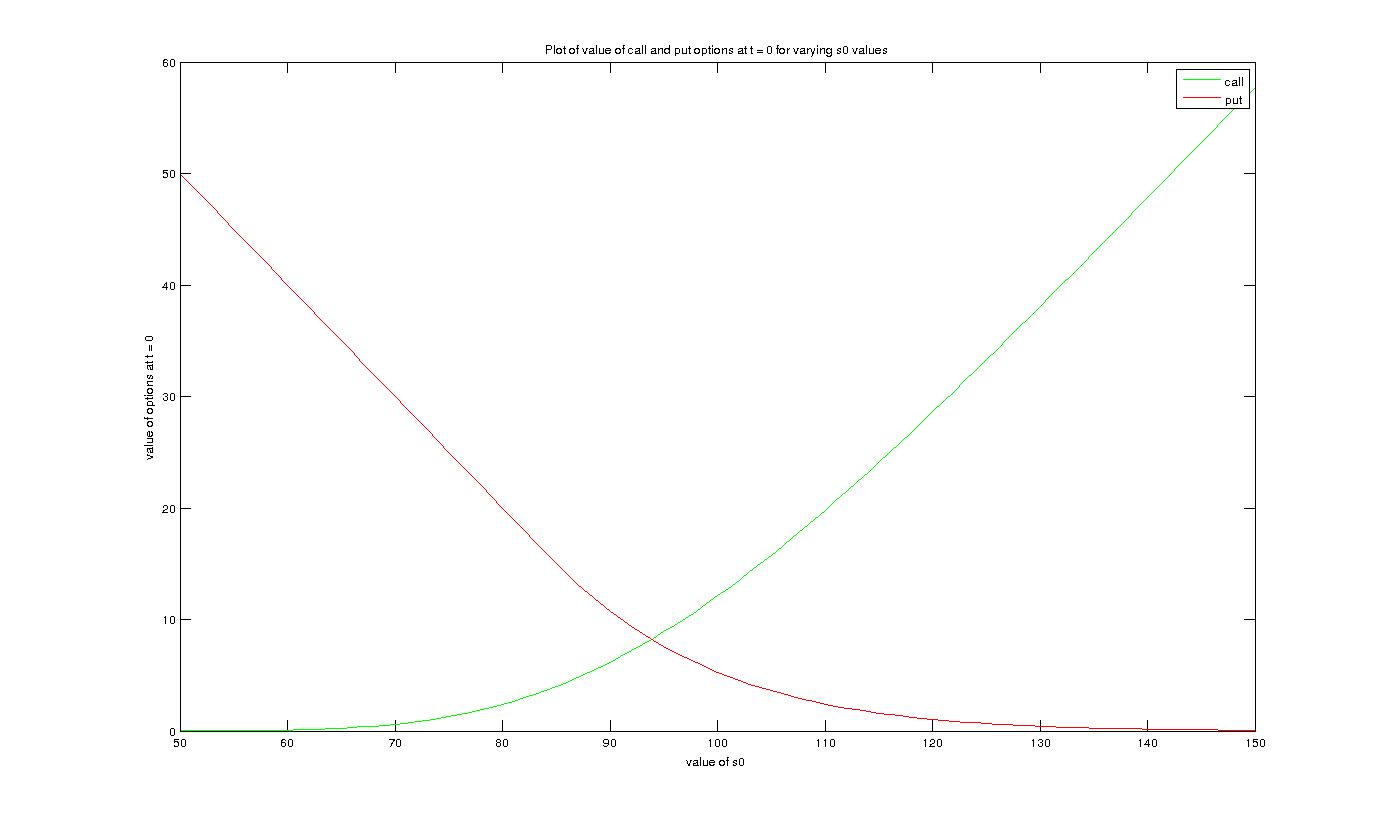 Plot of value of call and put options at t = 0 for varying s0 values
60
call
put
50
40
value of options at t = 0
30
20
10
0
50 60 70 80 90 100 110 120 130 140 150
value of s0